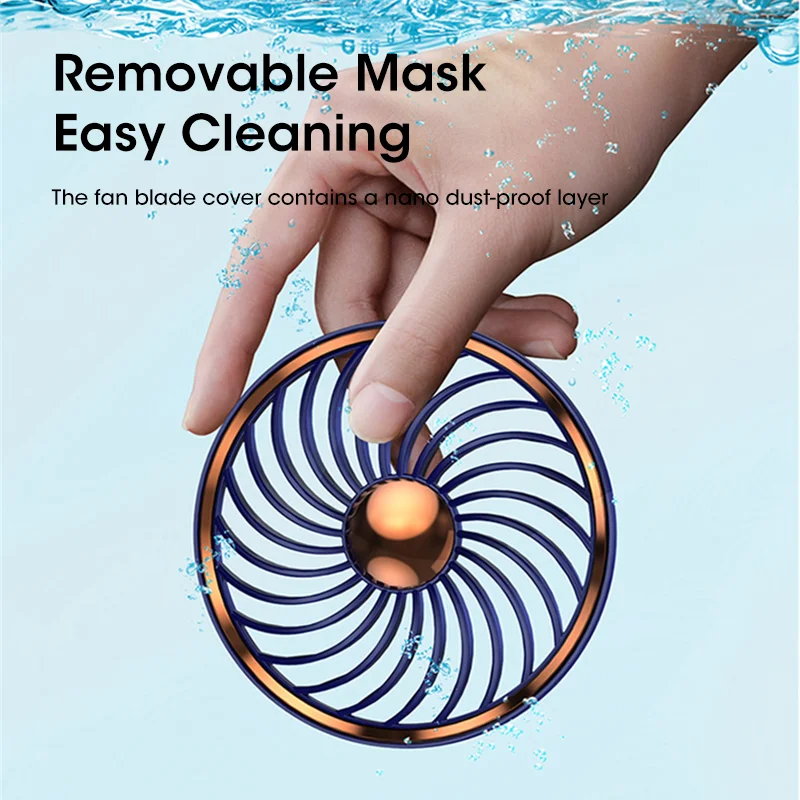 Removable Mask
Easy Cleaning
The fan blade cover contains a nano dust-proof layer